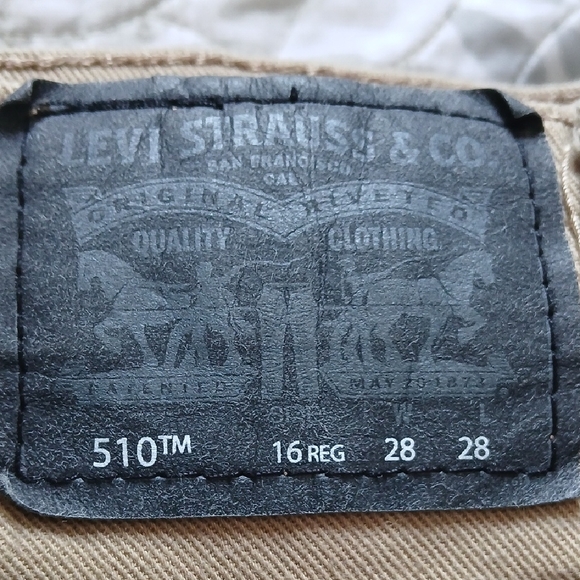 LEVI STRAUSS & CO.
SAN FRANCISCO
CAL.
ORIGINAL RIVETED
QUALITY CLOTHING
PATENTED MAY 20 1873
SIZE W L
510™ 16 REG 28 28